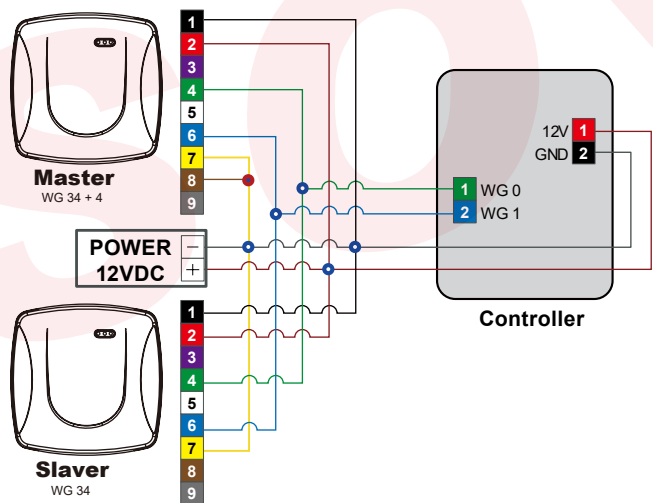 1
2
3
4
5
6
7
8
9
Master
WG 34 + 4
POWER
12VDC
−
+
12V 1
GND 2
1 WG 0
2 WG 1
Controller
1
2
3
4
5
6
7
8
9
Slaver
WG 34